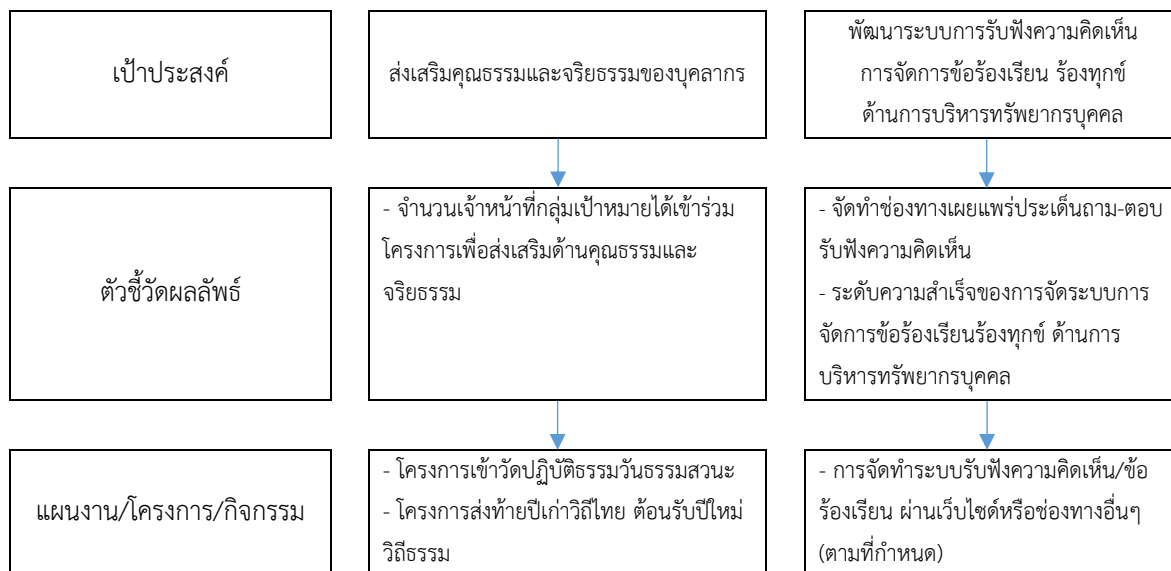 เป้าประสงค์
ส่งเสริมคุณธรรมและจริยธรรมของบุคลากร
พัฒนาระบบการรับฟังความคิดเห็น
การจัดการข้อร้องเรียน ร้องทุกข์
ด้านการบริหารทรัพยากรบุคคล
ตัวชี้วัดผลลัพธ์
- จำนวนเจ้าหน้าที่กลุ่มเป้าหมายได้เข้าร่วม
โครงการเพื่อส่งเสริมด้านคุณธรรมและ
จริยธรรม
- จัดทำช่องทางเผยแพร่ประเด็นถาม-ตอบ
รับฟังความคิดเห็น
- ระดับความสำเร็จของการจัดระบบการ
จัดการข้อร้องเรียนร้องทุกข์ ด้านการ
บริหารทรัพยากรบุคคล
แผนงาน/โครงการ/กิจกรรม
- โครงการเข้าวัดปฏิบัติธรรมวันธรรมสวนะ
- โครงการส่งท้ายปีเก่าวิถีไทย ต้อนรับปีใหม่
วิถีธรรม
- การจัดทำระบบรับฟังความคิดเห็น/ข้อ
ร้องเรียน ผ่านเว็บไซด์หรือช่องทางอื่นๆ
(ตามที่กำหนด)